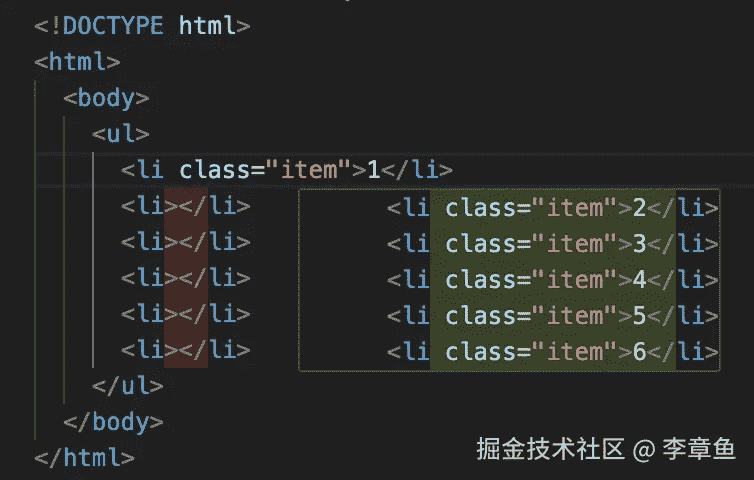 <!DOCTYPE html>
<html>
<body>
<ul>
<li class="item">1</li>
<li></li> <li class="item">2</li>
<li></li> <li class="item">3</li>
<li></li> <li class="item">4</li>
<li></li> <li class="item">5</li>
<li></li> <li class="item">6</li>
</ul>
</body>
</html>
掘金技术社区 @ 李章鱼